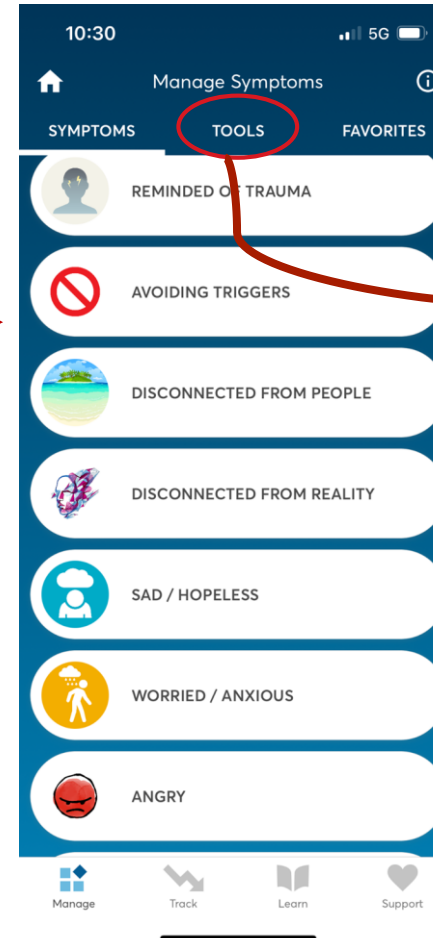 10:30
5G
Manage Symptoms
SYMPTOMS TOOLS FAVORITES
REMINDED OF TRAUMA
AVOIDING TRIGGERS
DISCONNECTED FROM PEOPLE
DISCONNECTED FROM REALITY
SAD / HOPELESS
WORRIED / ANXIOUS
ANGRY
Manage Track Learn Support